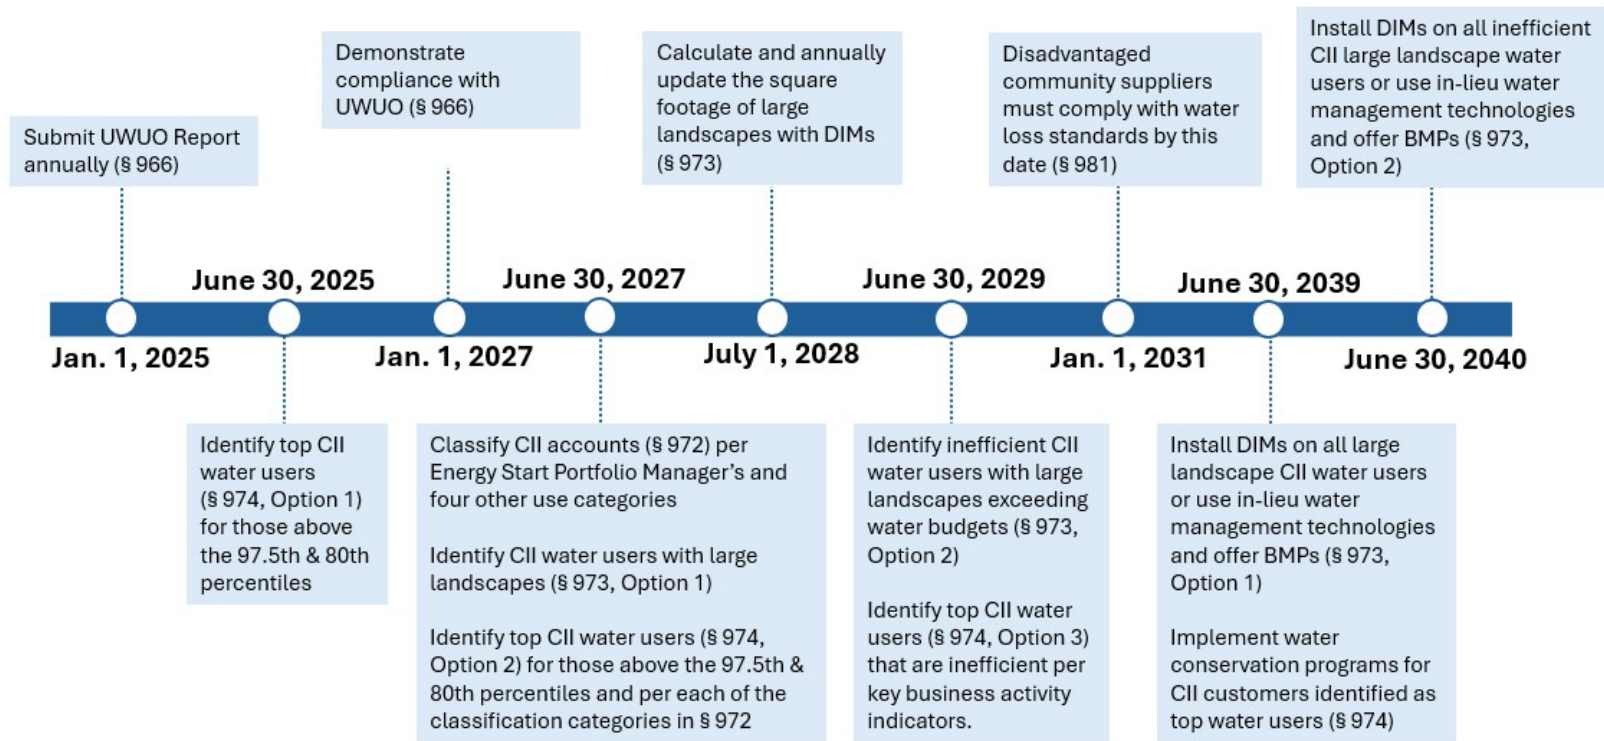 Submit UWUO Report
annually (§ 966)
Demonstrate
compliance with
UWUO (§ 966)
Calculate and annually
update the square
footage of large
landscapes with DIMs
(§ 973)
Disadvantaged
community suppliers
must comply with water
loss standards by this
date (§ 981)
Install DIMs on all inefficient
CII large landscape water
users or use in-lieu water
management technologies
and offer BMPs (§ 973,
Option 2)
June 30, 2025
June 30, 2027
June 30, 2029
June 30, 2039
Jan. 1, 2025
Jan. 1, 2027
July 1, 2028
Jan. 1, 2031
June 30, 2040
Identify top CII
water users
(§ 974, Option 1)
for those above
the 97.5th & 80th
percentiles
Classify CII accounts (§ 972) per
Energy Start Portfolio Manager’s and
four other use categories
Identify CII water users with large
landscapes (§ 973, Option 1)
Identify top CII water users (§ 974,
Option 2) for those above the 97.5th &
80th percentiles and per each of the
classification categories in § 972
Identify inefficient CII
water users with large
landscapes exceeding
water budgets (§ 973,
Option 2)
Identify top CII water
users (§ 974, Option 3)
that are inefficient per
key business activity
indicators.
Install DIMs on all large
landscape CII water users
or use in-lieu water
management technologies
and offer BMPs (§ 973,
Option 1)
Implement water
conservation programs for
CII customers identified as
top water users (§ 974)